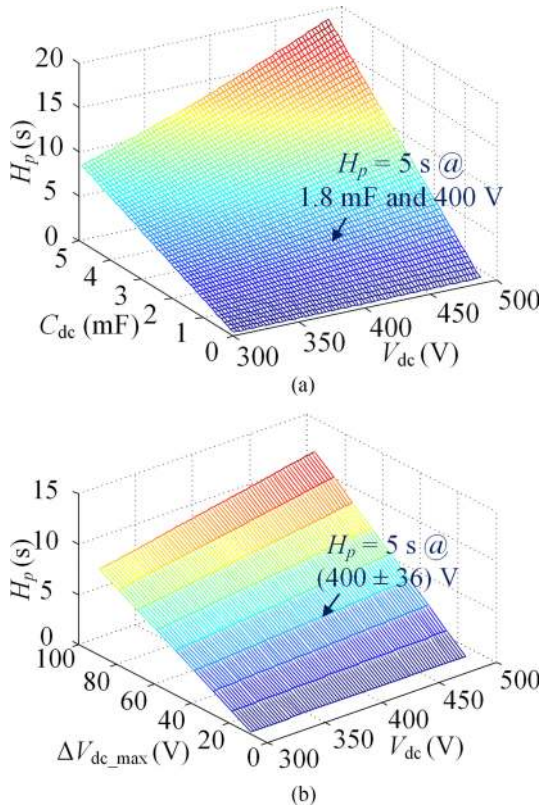 20
15
10
5
0
H_p (s)
H_p = 5 s @
1.8 mF and 400 V
5
4
3
2
1
0
C_dc (mF)
300
350
400
450
500
V_dc (V)
(a)
15
10
5
0
H_p (s)
H_p = 5 s @
(400 ± 36) V
100
80
60
40
20
0
ΔV_dc_max (V)
300
350
400
450
500
V_dc (V)
(b)